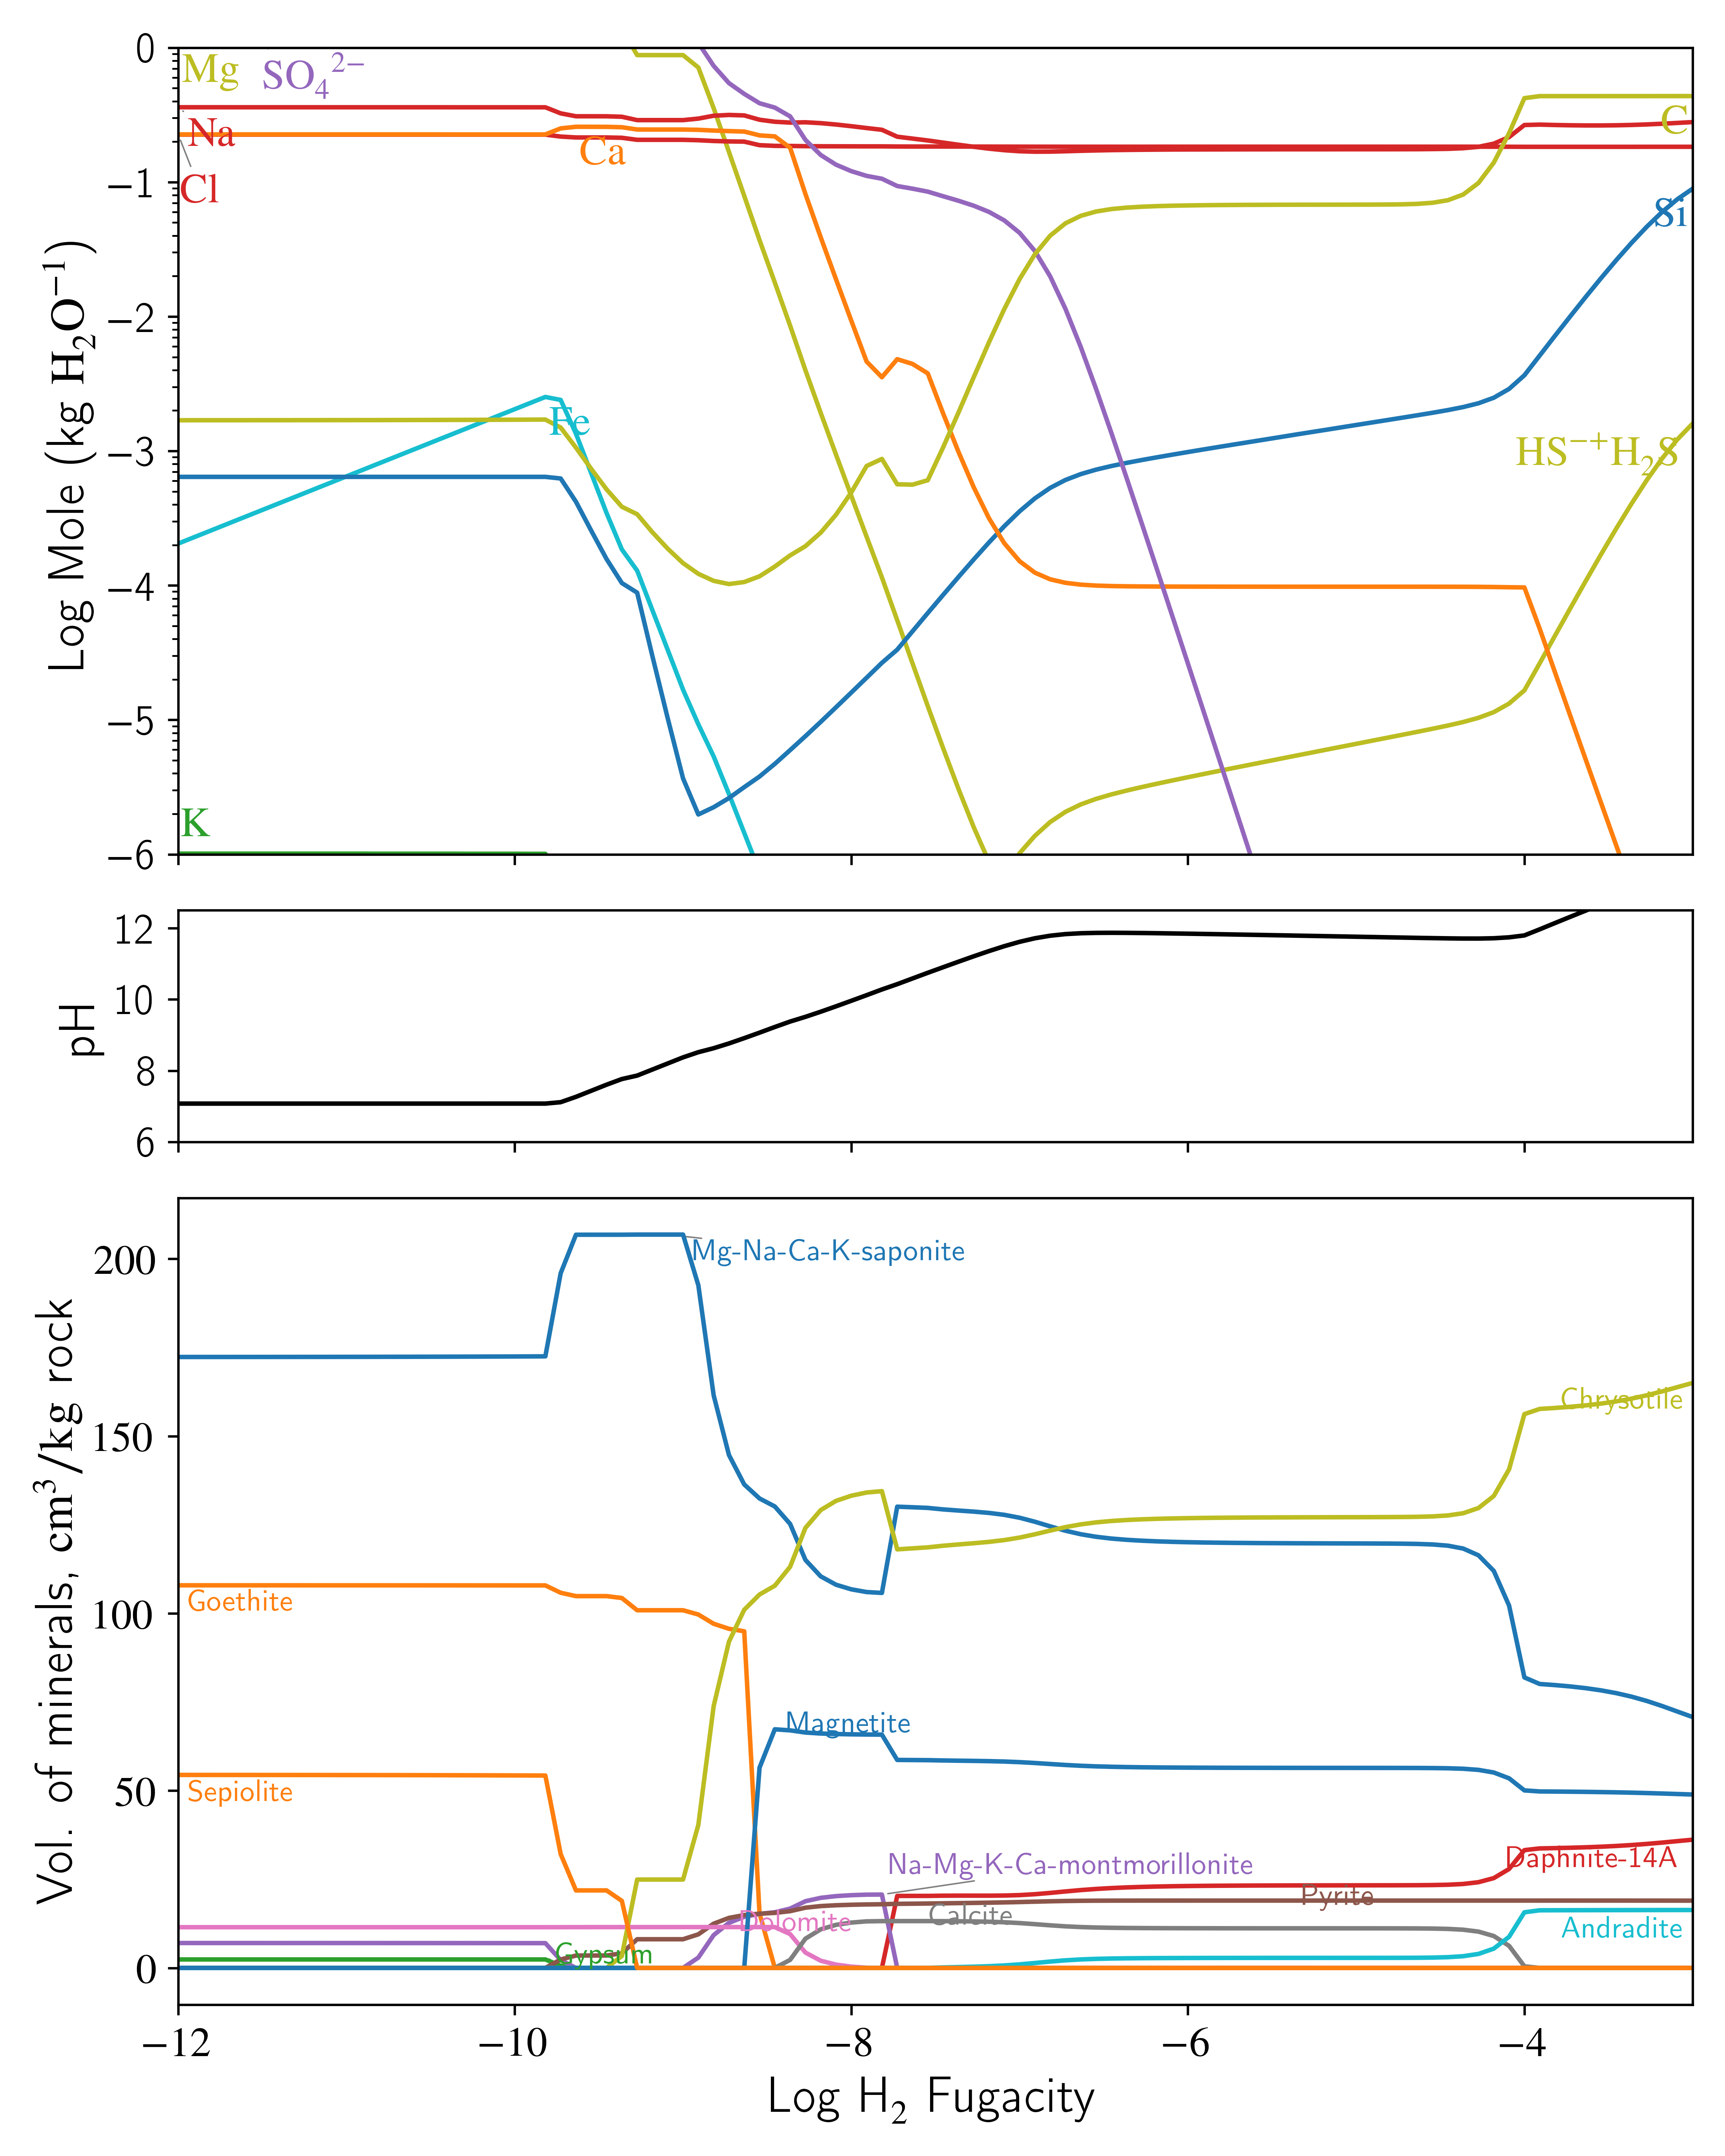 0
−1
−2
−3
−4
−5
−6
Log Mole (kg H₂O⁻¹)
Mg SO₄²⁻
Na
Cl
Ca
Fe
K
C
Si
HS⁻+H₂S
12
10
8
6
pH
200
150
100
50
0
Vol. of minerals, cm³/kg rock
Mg-Na-Ca-K-saponite
Chrysotile
Goethite
Magnetite
Sepiolite
Na-Mg-K-Ca-montmorillonite
Daphnite-14A
Pyrite
Dolomite
Calcite
Andradite
Gypsum
−12 −10 −8 −6 −4
Log H₂ Fugacity